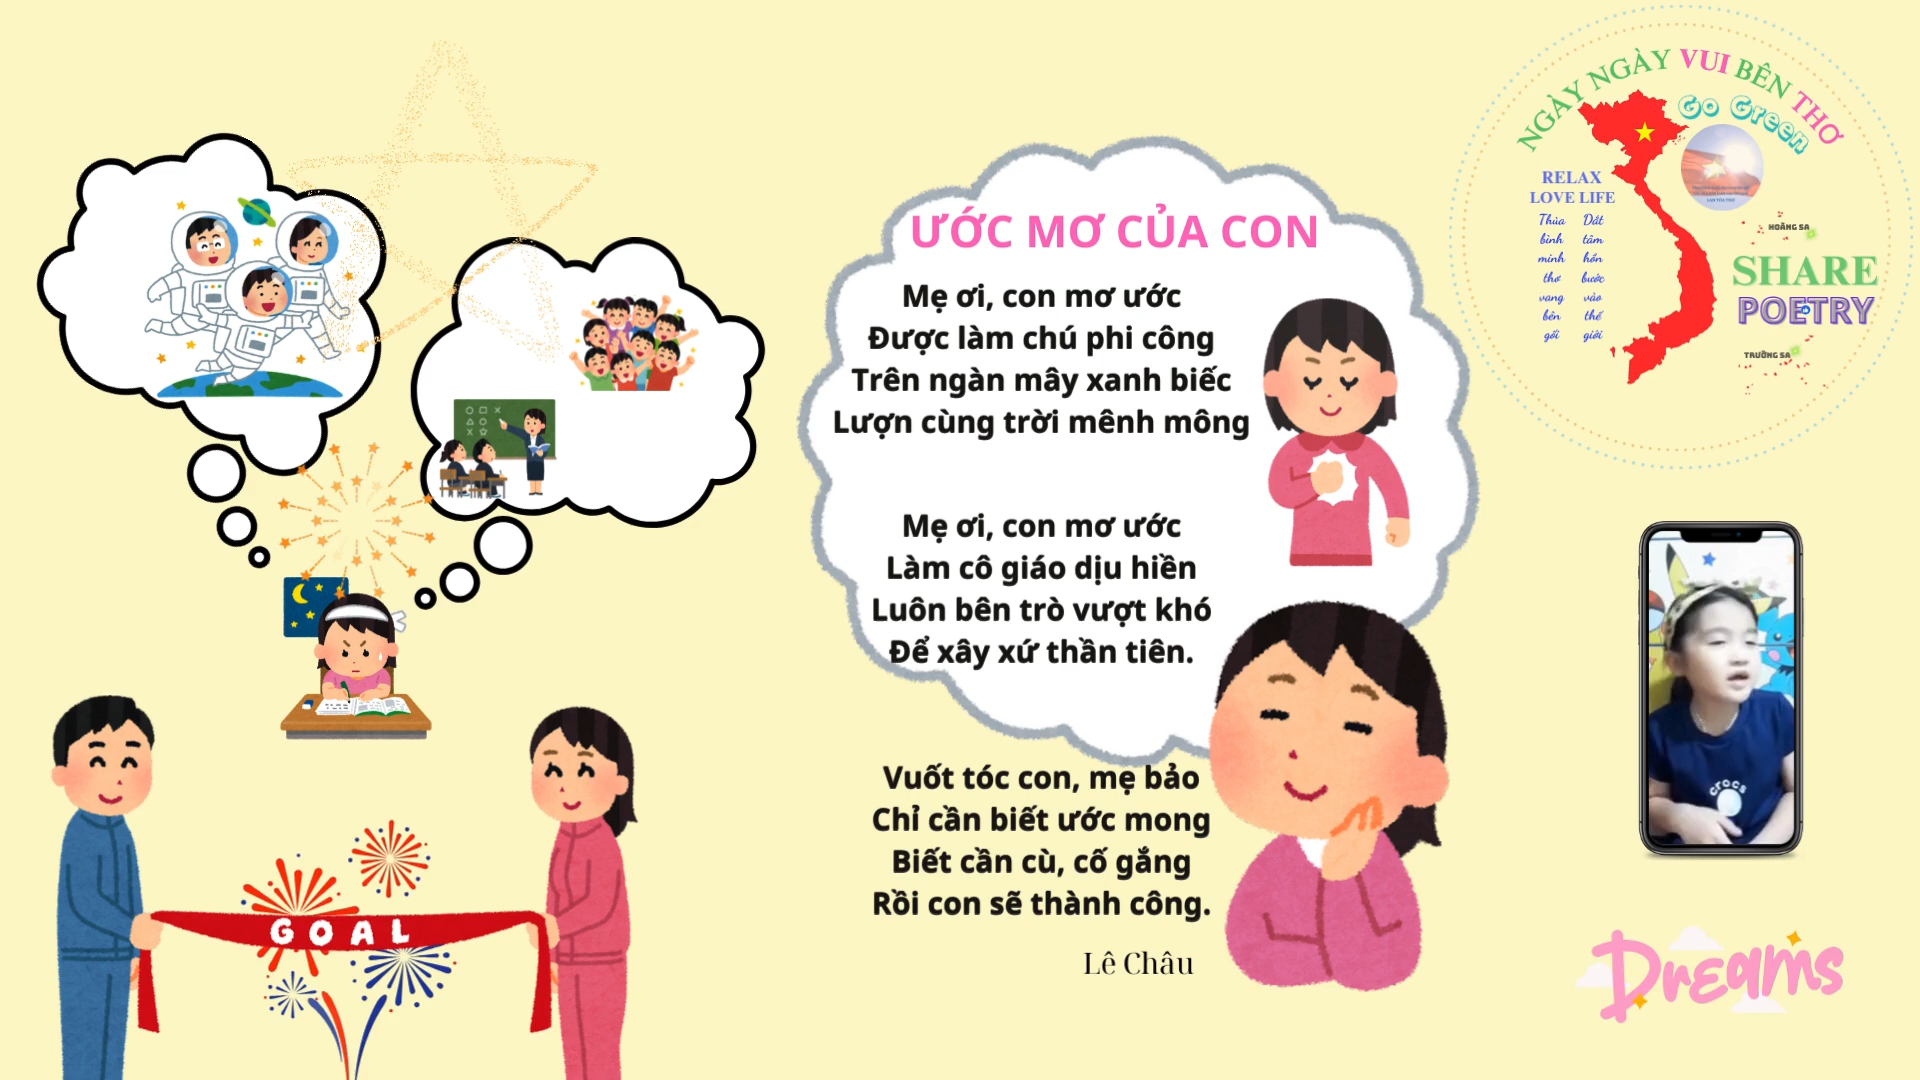 NGÀY NGÀY VUI BÊN THƠ
Go Green
RELAX
LOVE LIFE
Thùa Dắt
bình tâm
minh hồn
thơ bước
vang vào
bên thế
gối giới
HOÀNG SA
SHARE
POETRY
TRƯỜNG SA
ƯỚC MƠ CỦA CON
Mẹ ơi, con mơ ước
Được làm chú phi công
Trên ngàn mây xanh biếc
Lượn cùng trời mênh mông
Mẹ ơi, con mơ ước
Làm cô giáo dịu hiền
Luôn bên trò vượt khó
Để xây xứ thần tiên.
Vuốt tóc con, mẹ bảo
Chỉ cần biết ước mong
Biết cần cù, cố gắng
Rồi con sẽ thành công.
Lê Châu
GOAL
crocs
Dreams